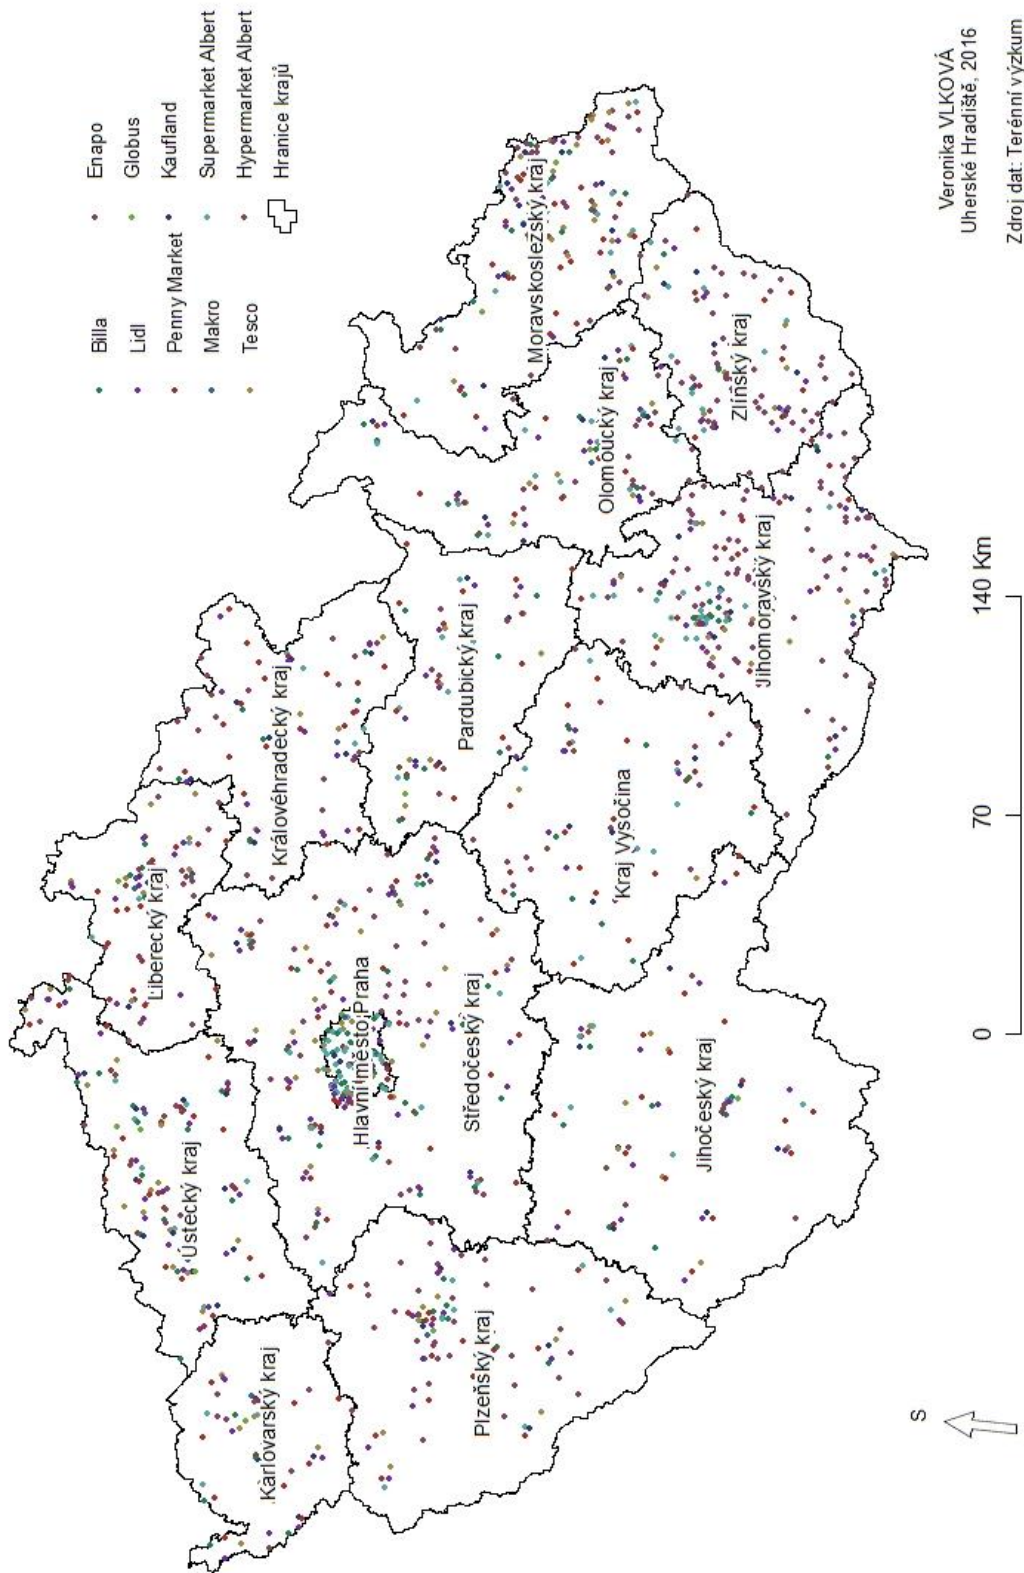 Billa
Lidl
Penny Market
Makro
Tesco
Enapo
Globus
Kaufland
Supermarket Albert
Hypermarket Albert
Hranice krajů
Liberecký kraj
Ústecký kraj
Karlovarský kraj
Královéhradecký kraj
Hlavní město Praha
Středočeský kraj
Plzeňský kraj
Pardubický kraj
Moravskoslezský kraj
Olomoucký kraj
Kraj Vysočina
Zlínský kraj
Jihomoravský kraj
Jihočeský kraj
S
0 70 140 Km
Veronika VLKOVÁ
Uherské Hradiště, 2016
Zdroj dat: Terénní výzkum